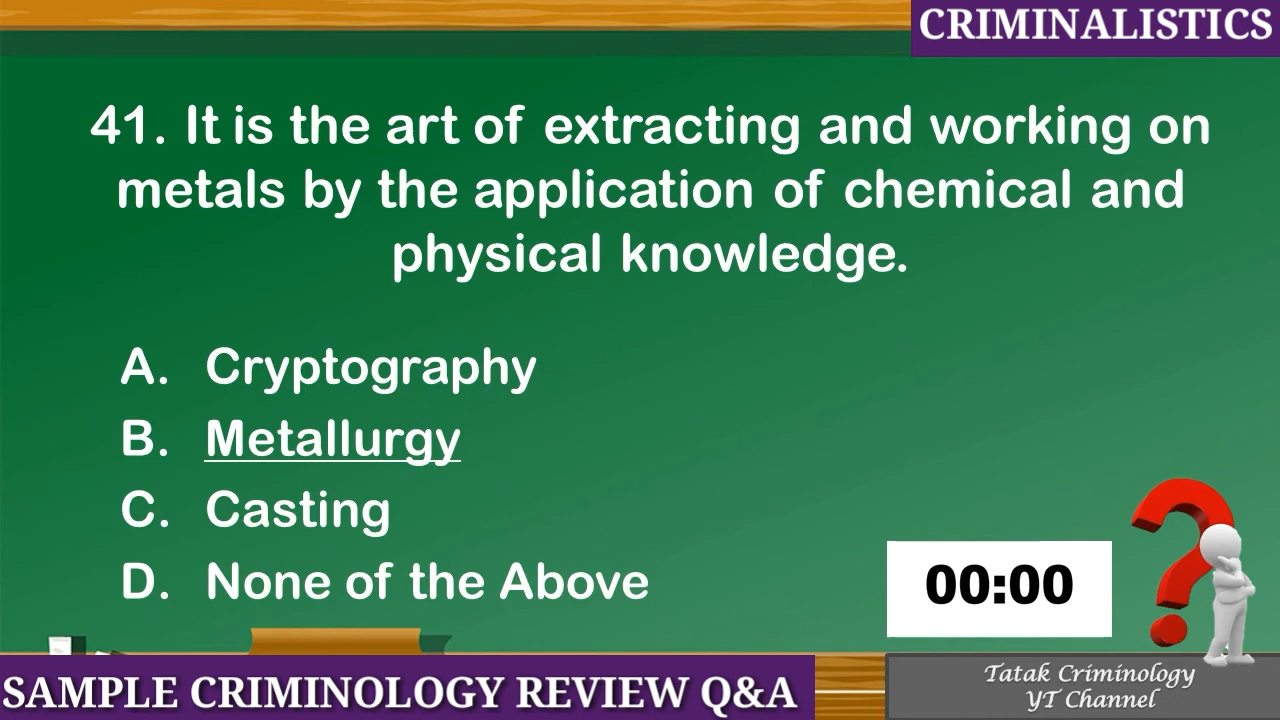 CRIMINALISTICS
41. It is the art of extracting and working on
metals by the application of chemical and
physical knowledge.
A. Cryptography
B. Metallurgy
C. Casting
D. None of the Above
00:00
SAMPLE CRIMINOLOGY REVIEW Q&A
Tatak Criminology
YT Channel